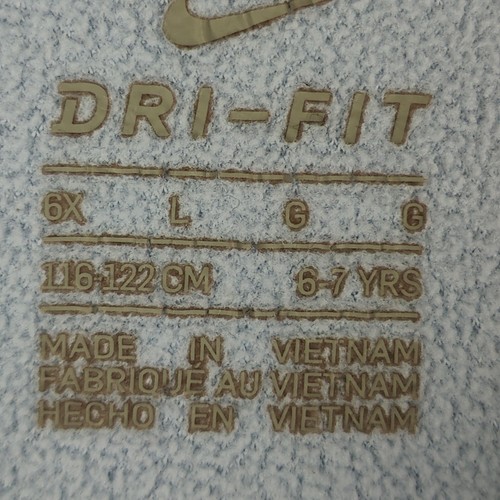 DRI-FIT
6X L G G
116-122 CM 6-7 YRS
MADE IN VIETNAM
FABRIQUÉ AU VIETNAM
HECHO EN VIETNAM